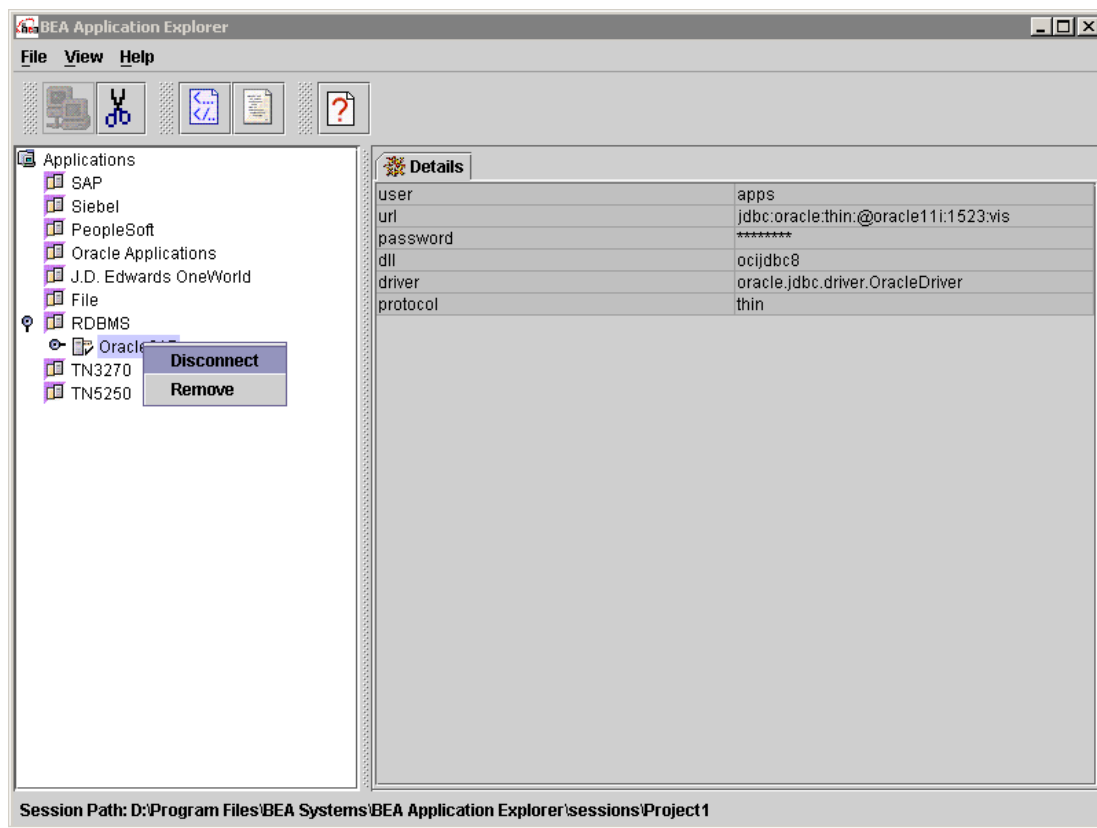 BEA Application Explorer
File View Help
Applications
SAP
Siebel
PeopleSoft
Oracle Applications
J.D. Edwards OneWorld
File
RDBMS
TN3270
TN5250
Disconnect
Remove
Details
user apps
url jdbc:oracle:thin:@oracle11i:1523:vis
password ********
dll ocijdbc8
driver oracle.jdbc.driver.OracleDriver
protocol thin
Session Path: D:\Program Files\BEA Systems\BEA Application Explorer\sessions\Project1